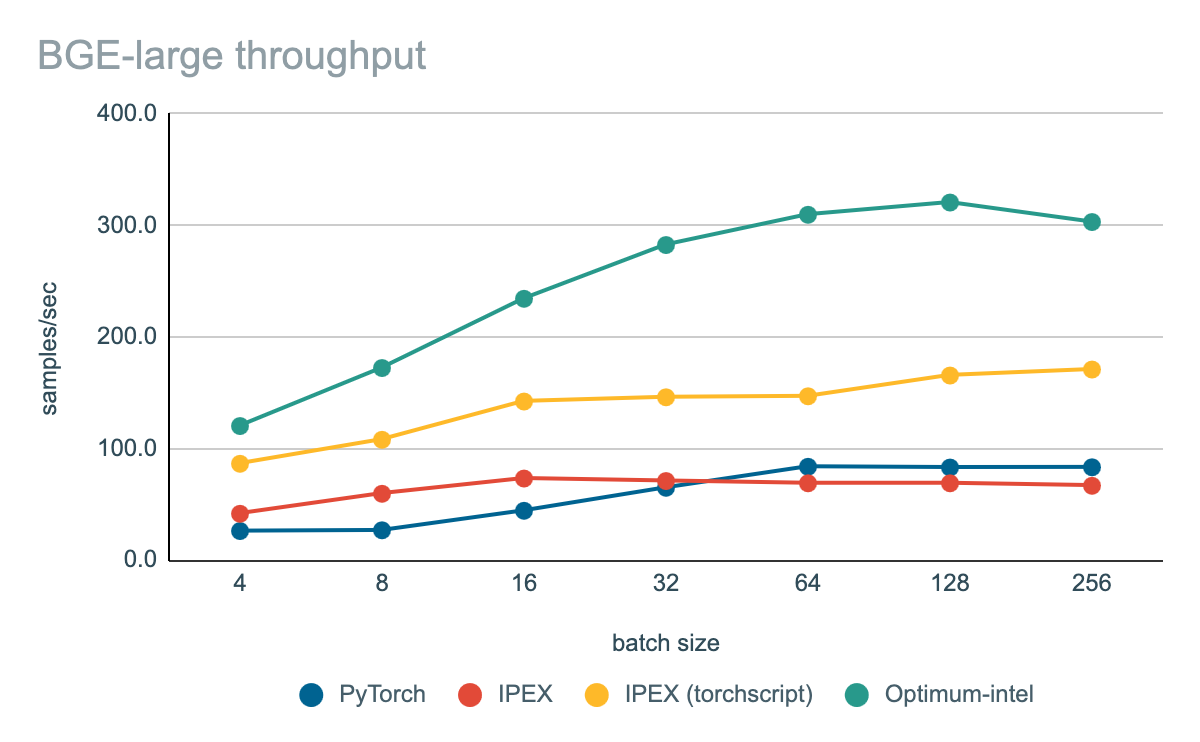 BGE-large throughput
400.0
300.0
200.0
100.0
0.0
samples/sec
4 8 16 32 64 128 256
batch size
PyTorch IPEX IPEX (torchscript) Optimum-intel